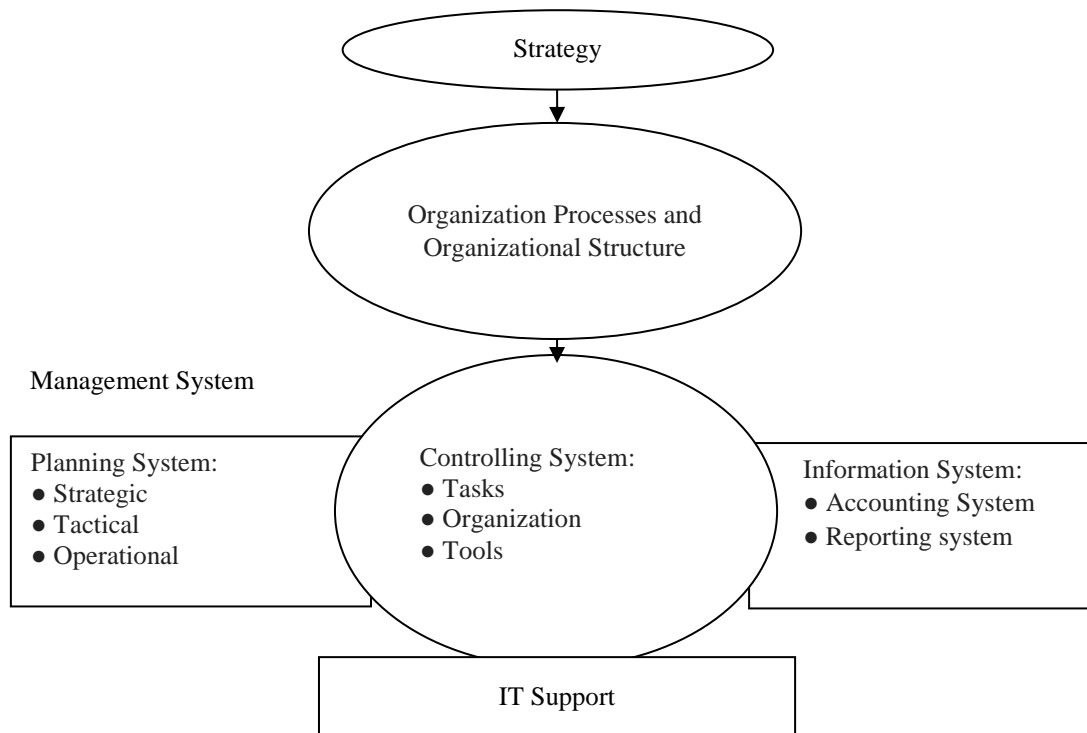 Strategy
Organization Processes and
Organizational Structure
Management System
Planning System:
● Strategic
● Tactical
● Operational
Controlling System:
● Tasks
● Organization
● Tools
Information System:
● Accounting System
● Reporting system
IT Support